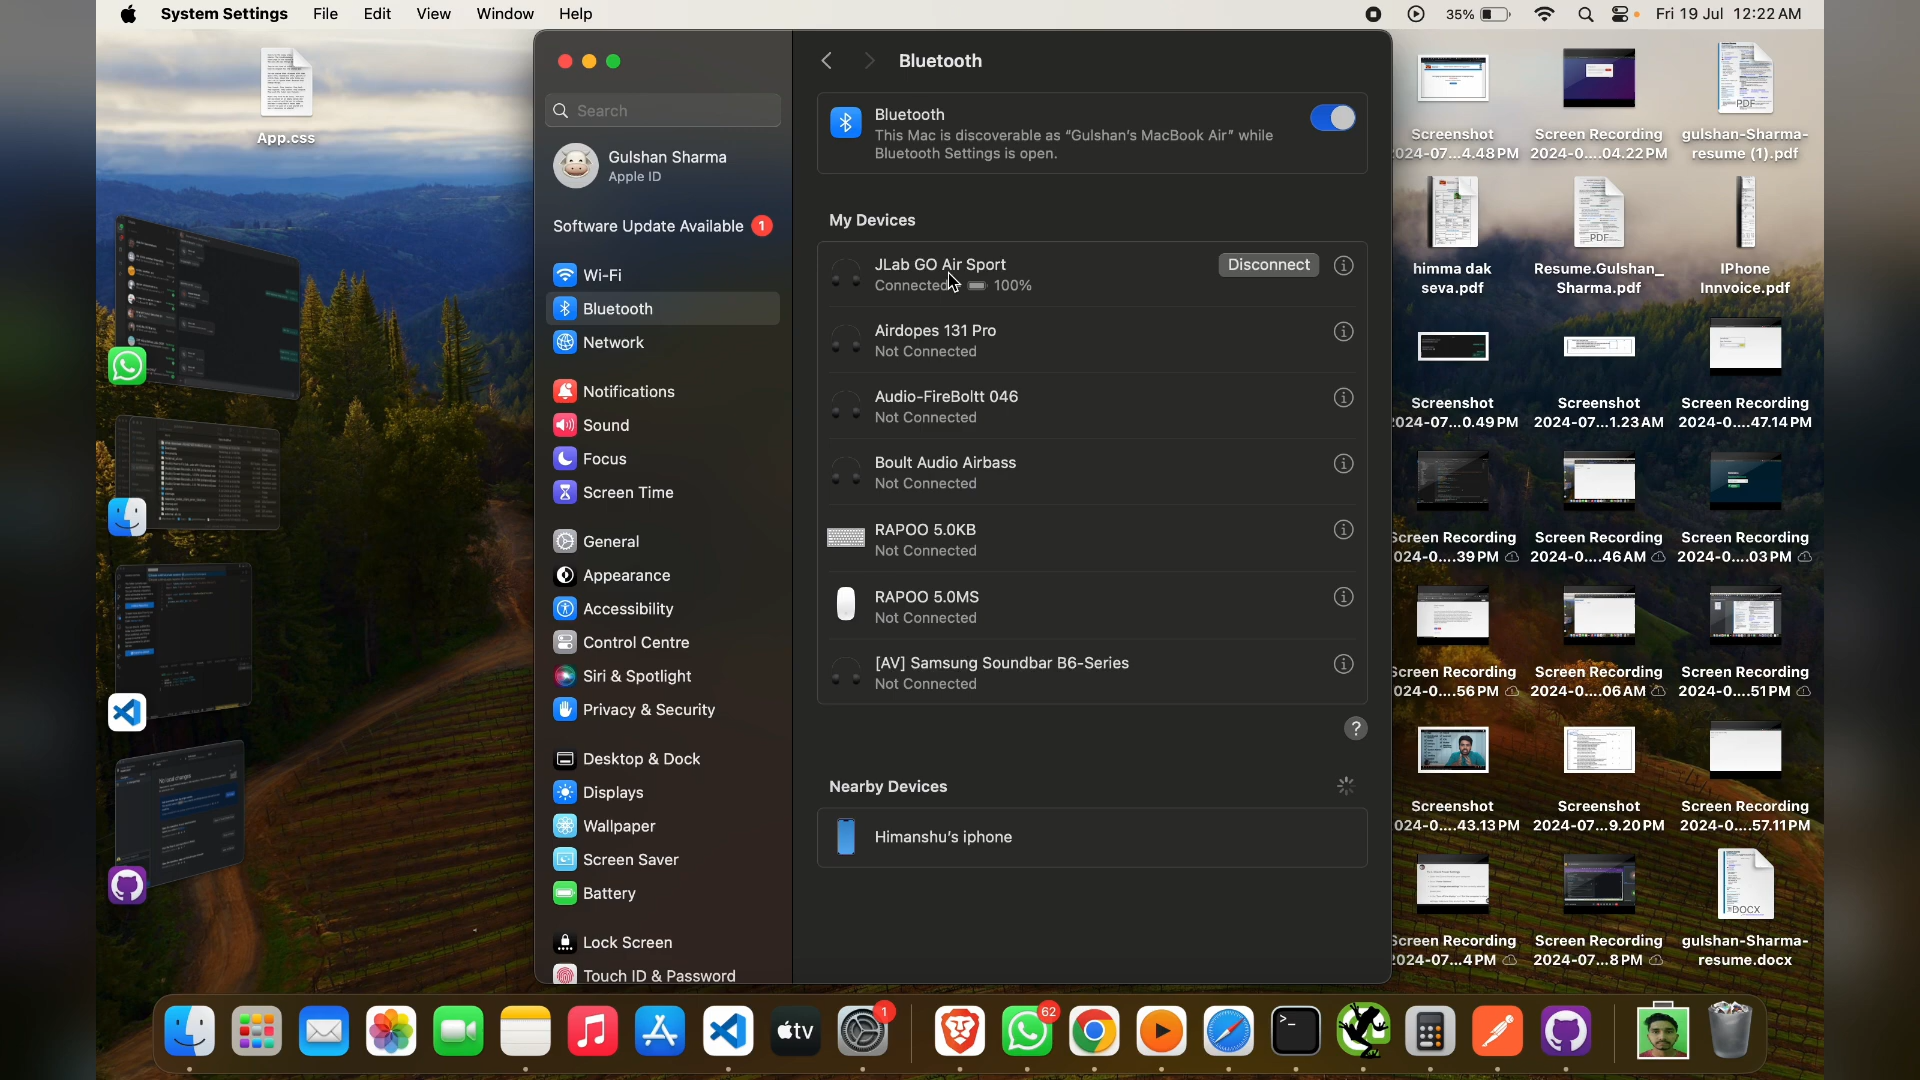 System Settings File Edit View Window Help
35% Fri 19 Jul 12:22 AM
App.css
Search
Gulshan Sharma
Apple ID
Software Update Available 1
Wi-Fi
Bluetooth
Network
Notifications
Sound
Focus
Screen Time
General
Appearance
Accessibility
Control Centre
Siri & Spotlight
Privacy & Security
Desktop & Dock
Displays
Wallpaper
Screen Saver
Battery
Lock Screen
Touch ID & Password
Bluetooth
Bluetooth
This Mac is discoverable as “Gulshan's MacBook Air” while
Bluetooth Settings is open.
My Devices
JLab GO Air Sport
Connected 100%
Disconnect
Airdopes 131 Pro
Not Connected
Audio-FireBoltt 046
Not Connected
Boult Audio Airbass
Not Connected
RAPOO 5.0KB
Not Connected
RAPOO 5.0MS
Not Connected
[AV] Samsung Soundbar B6-Series
Not Connected
?
Nearby Devices
Himanshu's iphone
Screenshot
024-07...4.48 PM
Screen Recording
2024-0....04.22 PM
PDF
gulshan-Sharma-
resume (1).pdf
himma dak
seva.pdf
PDF
Resume.Gulshan_
Sharma.pdf
IPhone
Innvoice.pdf
Screenshot
024-07...0.49 PM
Screenshot
2024-07...1.23 AM
Screen Recording
2024-0....47.14 PM
Screen Recording
024-0....39 PM
Screen Recording
2024-0....46 AM
Screen Recording
2024-0....03 PM
Screen Recording
024-0....56 PM
Screen Recording
2024-0....06 AM
Screen Recording
2024-0....51 PM
Screenshot
024-0....43.13 PM
Screenshot
2024-07...9.20 PM
Screen Recording
2024-0....57.11 PM
Screen Recording
024-07...4 PM
Screen Recording
2024-07...8 PM
DOCX
gulshan-Sharma-
resume.docx
No local changes
tv
1
62
>_